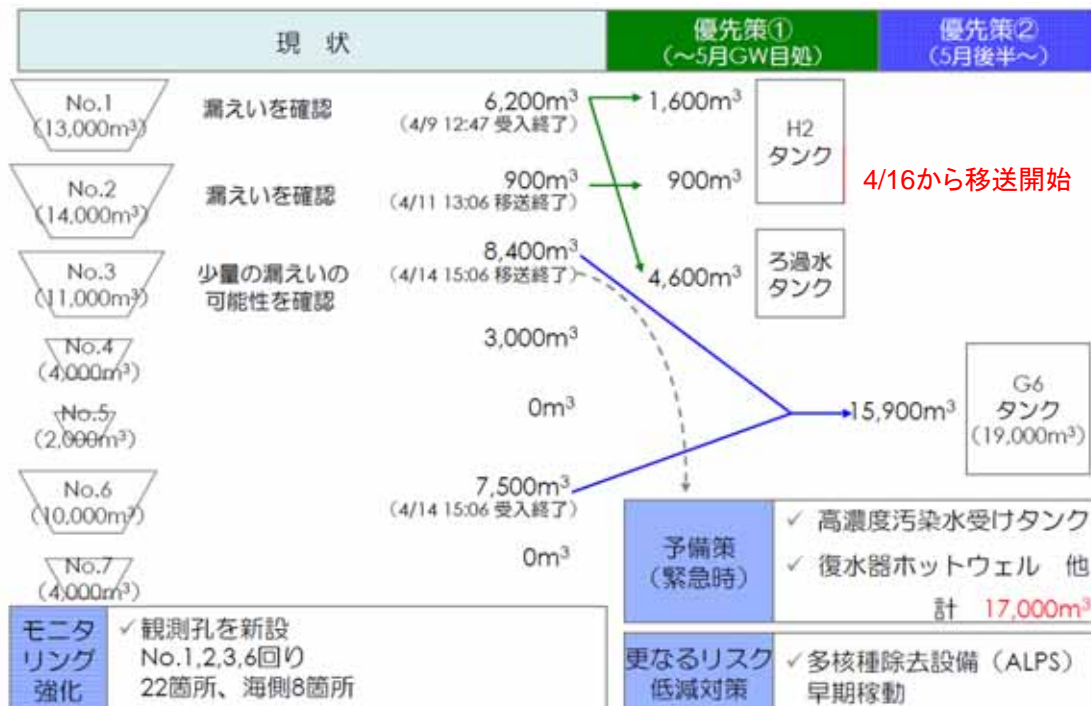 現 状
優先策①
(～5月GW目処)
優先策②
(5月後半～)
No.1
(13,000m³)
漏えいを確認
6,200m³
(4/9 12:47 受入終了)
1,600m³
H2
タンク
4/16から移送開始
No.2
(14,000m³)
漏えいを確認
900m³
(4/11 13:06 移送終了)
900m³
No.3
(11,000m³)
少量の漏えいの
可能性を確認
8,400m³
(4/14 15:06 移送終了)
4,600m³
ろ過水
タンク
No.4
(4,000m³)
3,000m³
No.5
(2,000m³)
0m³
15,900m³
G6
タンク
(19,000m³)
No.6
(10,000m³)
7,500m³
(4/14 15:06 受入終了)
No.7
(4,000m³)
0m³
予備策
(緊急時)
✓ 高濃度汚染水受けタンク
✓ 復水器ホットウェル 他
計 17,000m³
モニタ
リング
強化
✓ 観測孔を新設
No.1,2,3,6回り
22箇所、海側8箇所
更なるリスク
低減対策
✓ 多核種除去設備（ALPS）
早期稼動